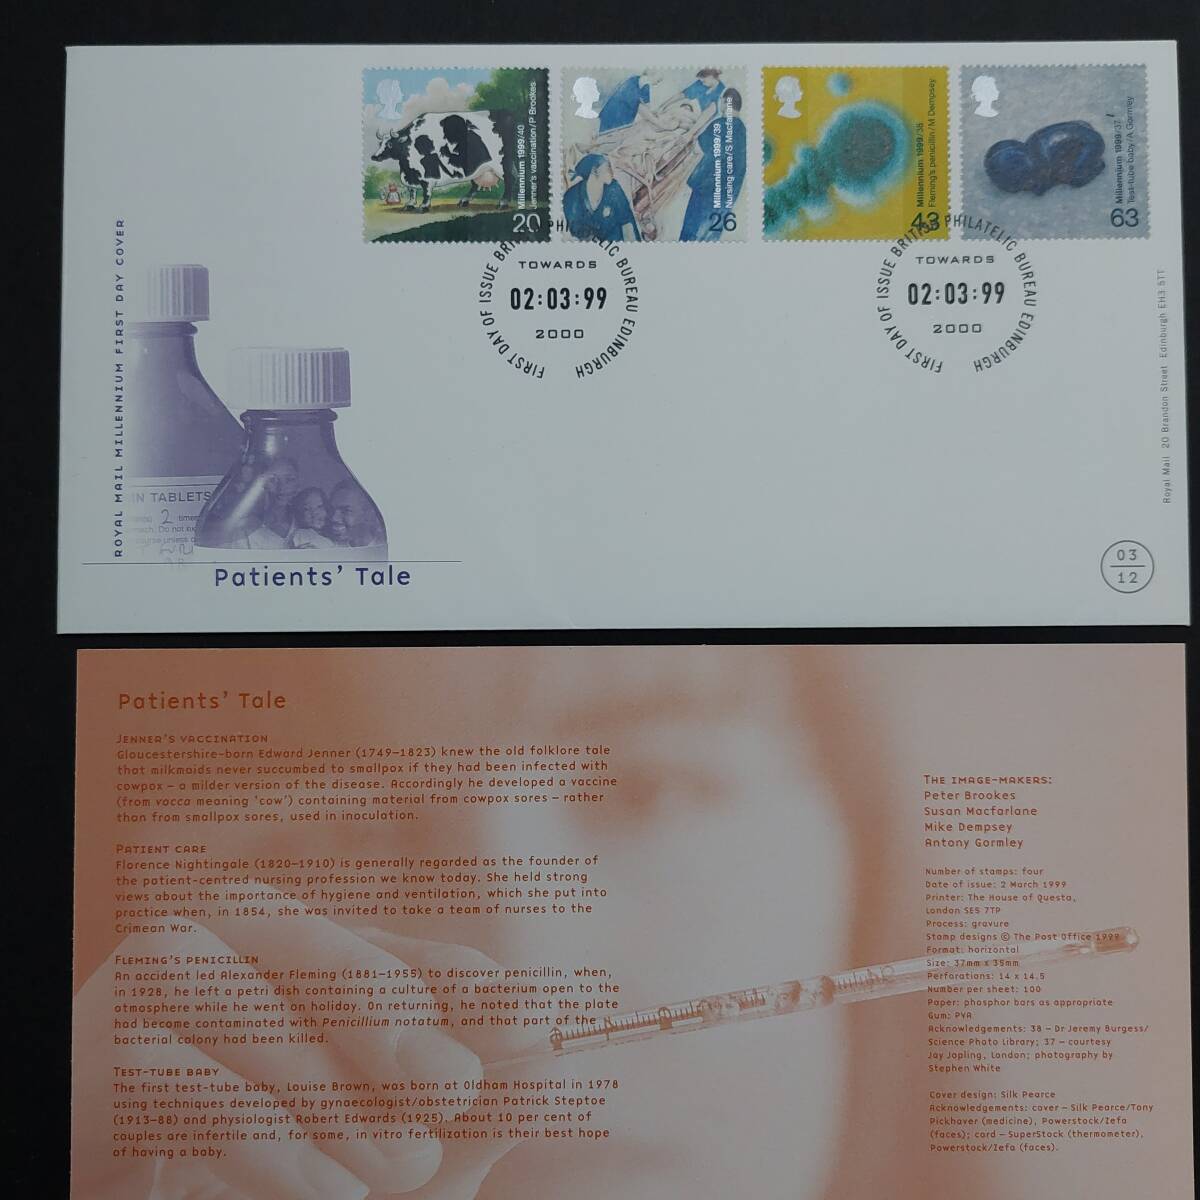 Millennium 1999/40
Jenner's vaccination/P Brookes
20
Millennium 1999/39
Nursing care/S Macfarlane
26
Millennium 1999/38
Fleming's penicillin/M Dempsey
43
Millennium 1999/37
Test-tube baby/A Gormley
63
FIRST DAY OF ISSUE BRITISH PHILATELIC BUREAU EDINBURGH
TOWARDS
02:03:99
2000
FIRST DAY OF ISSUE BRITISH PHILATELIC BUREAU EDINBURGH
TOWARDS
02:03:99
2000
ROYAL MAIL MILLENNIUM FIRST DAY COVER
Royal Mail 20 Brandon Street Edinburgh EH3 5TT
IN TABLETS
2 times
Do not
unless
Patients' Tale
03
12
Patients' Tale
JENNER'S VACCINATION
Gloucestershire-born Edward Jenner (1749–1823) knew the old folklore tale
that milkmaids never succumbed to smallpox if they had been infected with
cowpox – a milder version of the disease. Accordingly he developed a vaccine
(from vacca meaning 'cow') containing material from cowpox sores – rather
than from smallpox sores, used in inoculation.
PATIENT CARE
Florence Nightingale (1820–1910) is generally regarded as the founder of
the patient-centred nursing profession we know today. She held strong
views about the importance of hygiene and ventilation, which she put into
practice when, in 1854, she was invited to take a team of nurses to the
Crimean War.
FLEMING'S PENICILLIN
An accident led Alexander Fleming (1881–1955) to discover penicillin, when,
in 1928, he left a petri dish containing a culture of a bacterium open to the
atmosphere while he went on holiday. On returning, he noted that the plate
had become contaminated with Penicillium notatum, and that part of the
bacterial colony had been killed.
TEST-TUBE BABY
The first test-tube baby, Louise Brown, was born at Oldham Hospital in 1978
using techniques developed by gynaecologist/obstetrician Patrick Steptoe
(1913–88) and physiologist Robert Edwards (1925). About 10 per cent of
couples are infertile and, for some, in vitro fertilization is their best hope
of having a baby.
THE IMAGE-MAKERS:
Peter Brookes
Susan Macfarlane
Mike Dempsey
Antony Gormley
Number of stamps: four
Date of issue: 2 March 1999
Printer: The House of Questa,
London SE5 7TP
Process: gravure
Stamp designs © The Post Office 1999
Format: horizontal
Size: 37mm x 35mm
Perforations: 14 x 14.5
Number per sheet: 100
Paper: phosphor bars as appropriate
Gum: PVA
Acknowledgements: 38 – Dr Jeremy Burgess/
Science Photo Library; 37 – courtesy
Jay Jopling, London; photography by
Stephen White
Cover design: Silk Pearce
Acknowledgements: cover – Silk Pearce/Tony
Pickhaver (medicine), Powerstock/Zefa
(faces); card – SuperStock (thermometer),
Powerstock/Zefa (faces).